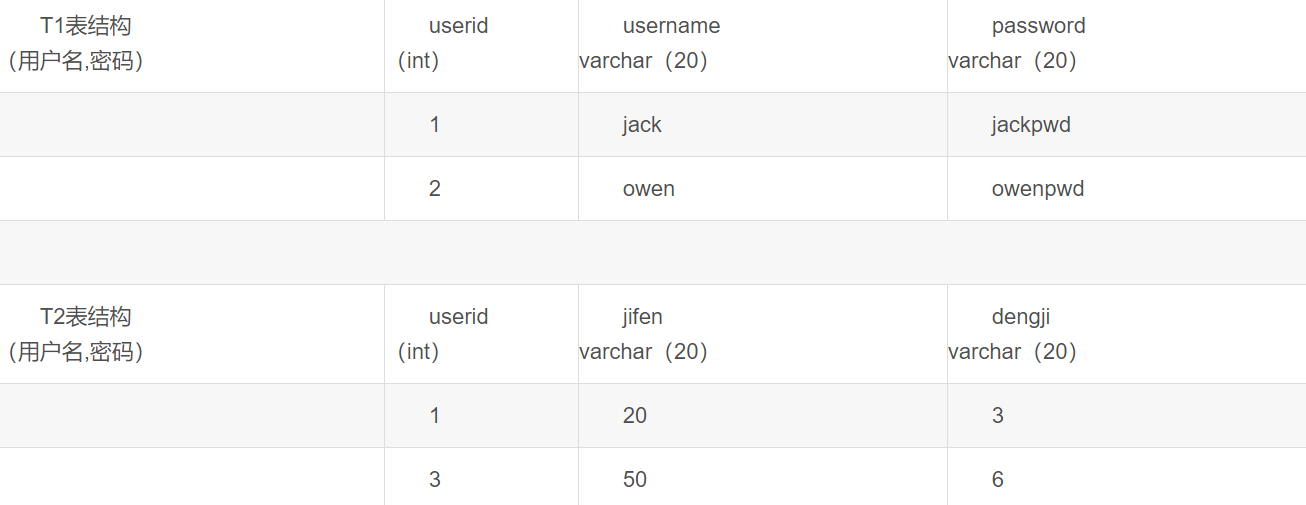 T1表结构 userid username password
(用户名,密码) (int) varchar（20） varchar（20）
1 jack jackpwd
2 owen owenpwd
T2表结构 userid jifen dengji
(用户名,密码) (int) varchar（20） varchar（20）
1 20 3
3 50 6